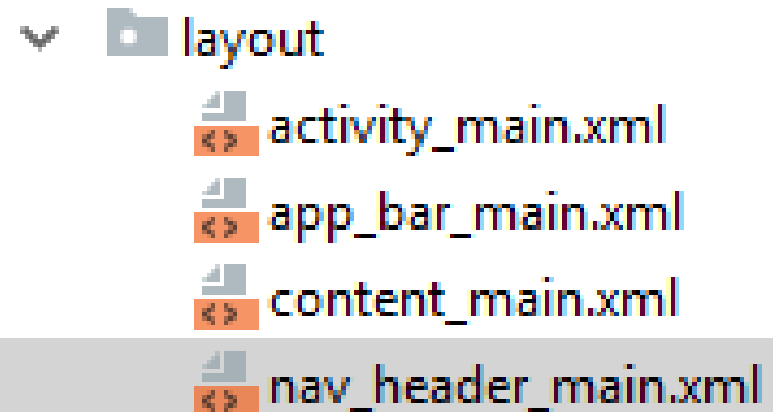 layout
activity_main.xml
app_bar_main.xml
content_main.xml
nav_header_main.xml